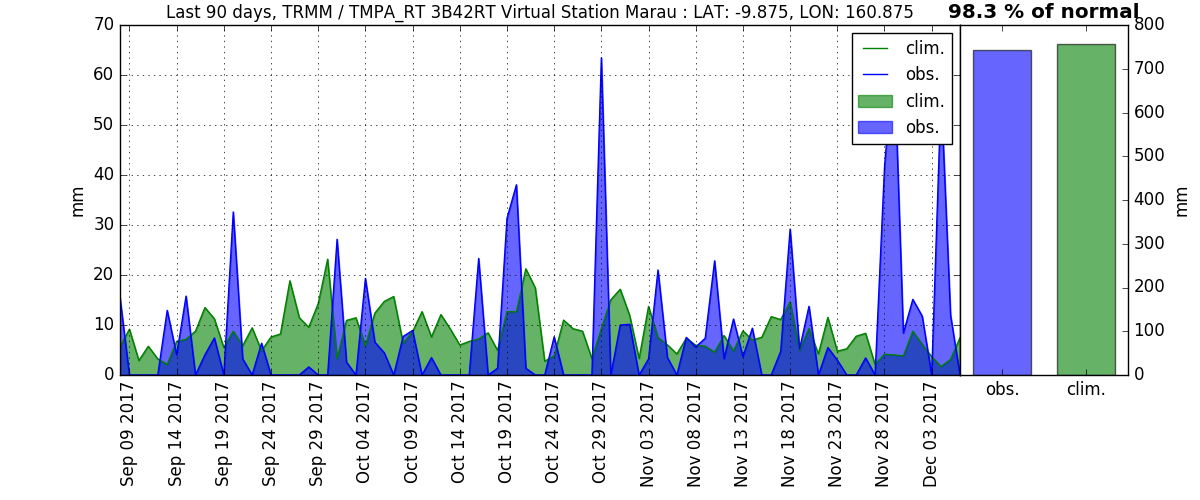 Last 90 days, TRMM / TMPA_RT 3B42RT Virtual Station Marau : LAT: -9.875, LON: 160.875
98.3 % of normal
70
60
50
40
30
20
10
0
mm
clim.
obs.
clim.
obs.
800
700
600
500
400
300
200
100
0
mm
obs.
clim.
Sep 09 2017
Sep 14 2017
Sep 19 2017
Sep 24 2017
Sep 29 2017
Oct 04 2017
Oct 09 2017
Oct 14 2017
Oct 19 2017
Oct 24 2017
Oct 29 2017
Nov 03 2017
Nov 08 2017
Nov 13 2017
Nov 18 2017
Nov 23 2017
Nov 28 2017
Dec 03 2017